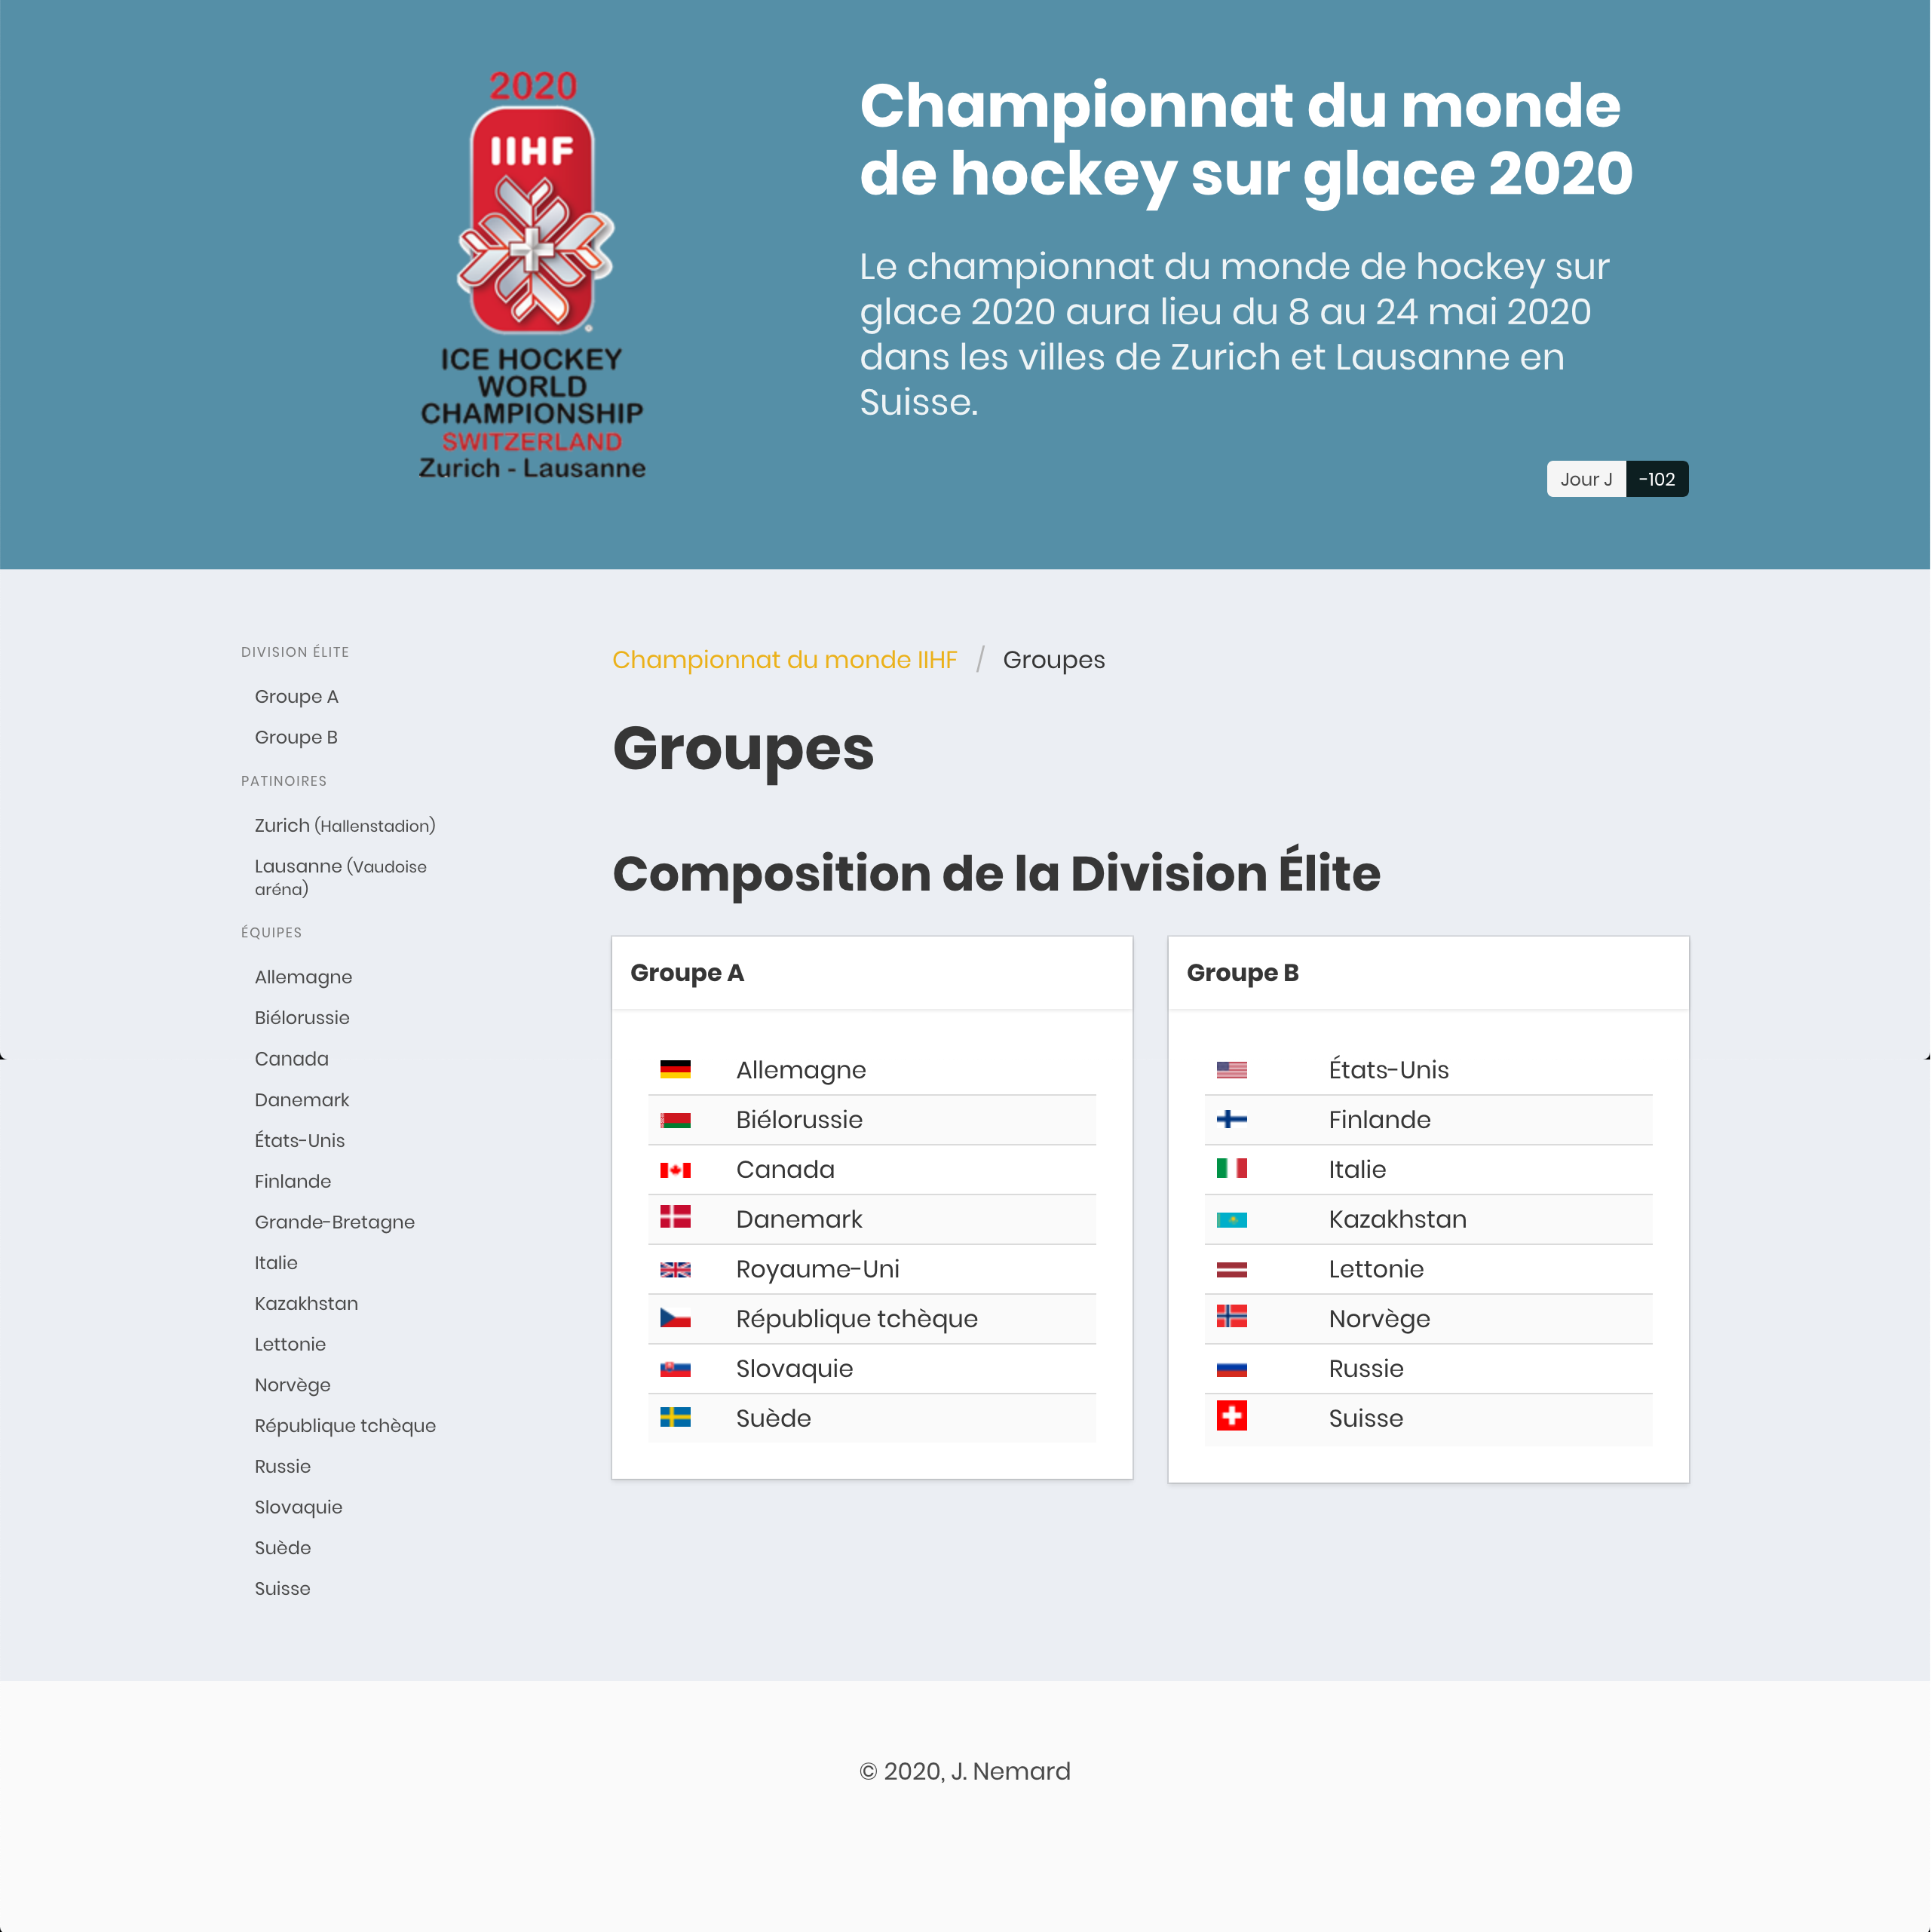 2020
IIHF
ICE HOCKEY
WORLD
CHAMPIONSHIP
SWITZERLAND
Zurich - Lausanne
Championnat du monde
de hockey sur glace 2020
Le championnat du monde de hockey sur
glace 2020 aura lieu du 8 au 24 mai 2020
dans les villes de Zurich et Lausanne en
Suisse.
Jour J -102
DIVISION ÉLITE
Groupe A
Groupe B
PATINOIRES
Zurich (Hallenstadion)
Lausanne (Vaudoise
aréna)
ÉQUIPES
Allemagne
Biélorussie
Canada
Danemark
États-Unis
Finlande
Grande-Bretagne
Italie
Kazakhstan
Lettonie
Norvège
République tchèque
Russie
Slovaquie
Suède
Suisse
Championnat du monde IIHF / Groupes
Groupes
Composition de la Division Élite
Groupe A
Allemagne
Biélorussie
Canada
Danemark
Royaume-Uni
République tchèque
Slovaquie
Suède
Groupe B
États-Unis
Finlande
Italie
Kazakhstan
Lettonie
Norvège
Russie
Suisse
© 2020, J. Nemard